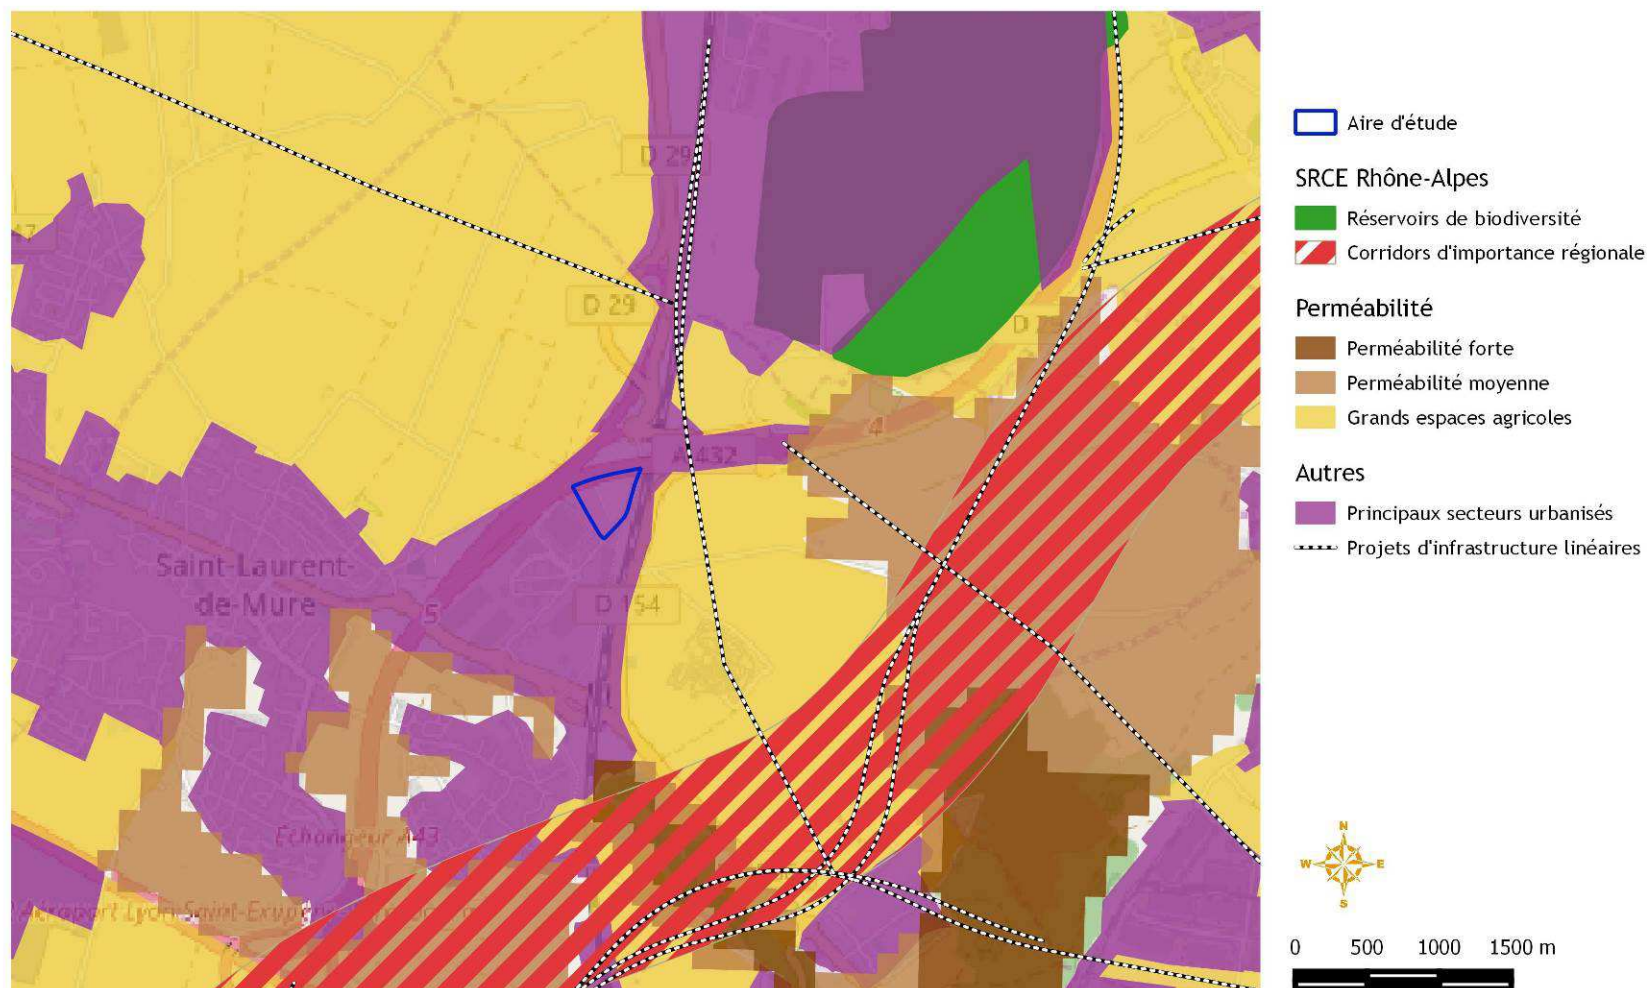 D 29
D 29
A 432
4
Saint-Laurent-
de-Mure
5
D 154
Echangeur A43
Aire d'étude
SRCE Rhône-Alpes
Réservoirs de biodiversité
Corridors d'importance régionale
Perméabilité
Perméabilité forte
Perméabilité moyenne
Grands espaces agricoles
Autres
Principaux secteurs urbanisés
Projets d'infrastructure linéaires
N
W
E
S
0 500 1000 1500 m